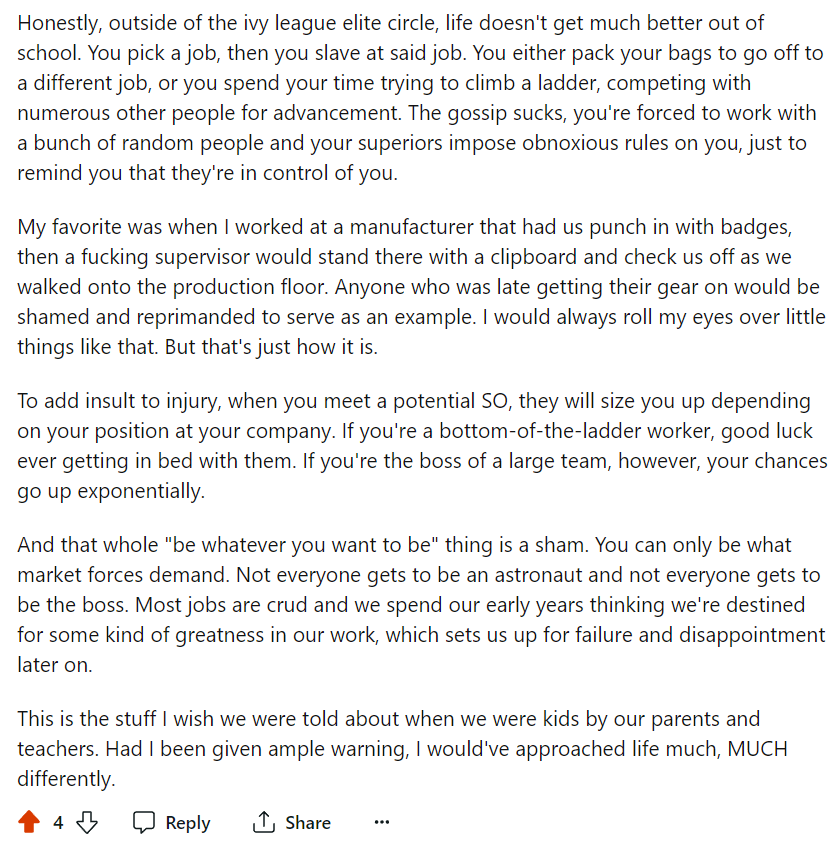 Honestly, outside of the ivy league elite circle, life doesn't get much better out of
school. You pick a job, then you slave at said job. You either pack your bags to go off to
a different job, or you spend your time trying to climb a ladder, competing with
numerous other people for advancement. The gossip sucks, you're forced to work with
a bunch of random people and your superiors impose obnoxious rules on you, just to
remind you that they're in control of you.
My favorite was when I worked at a manufacturer that had us punch in with badges,
then a fucking supervisor would stand there with a clipboard and check us off as we
walked onto the production floor. Anyone who was late getting their gear on would be
shamed and reprimanded to serve as an example. I would always roll my eyes over little
things like that. But that's just how it is.
To add insult to injury, when you meet a potential SO, they will size you up depending
on your position at your company. If you're a bottom-of-the-ladder worker, good luck
ever getting in bed with them. If you're the boss of a large team, however, your chances
go up exponentially.
And that whole "be whatever you want to be" thing is a sham. You can only be what
market forces demand. Not everyone gets to be an astronaut and not everyone gets to
be the boss. Most jobs are crud and we spend our early years thinking we're destined
for some kind of greatness in our work, which sets us up for failure and disappointment
later on.
This is the stuff I wish we were told about when we were kids by our parents and
teachers. Had I been given ample warning, I would've approached life much, MUCH
differently.
4 Reply Share ...